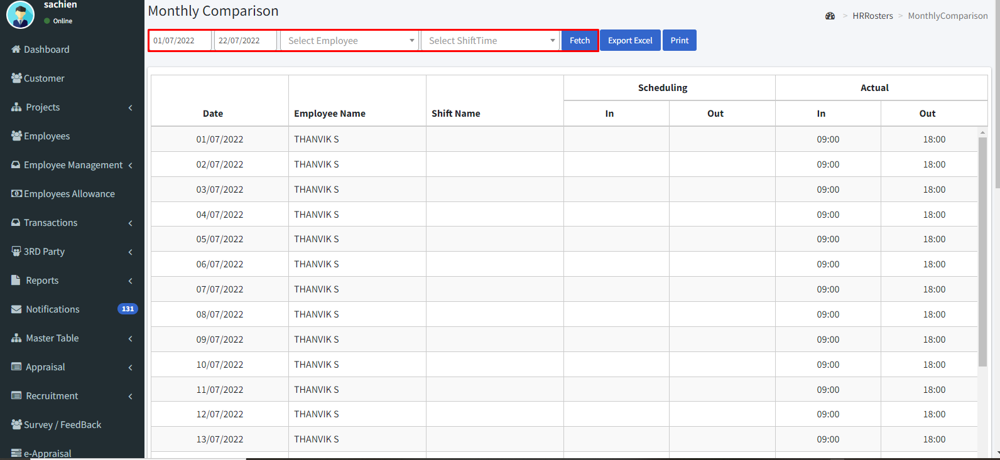 sachien
Online
Dashboard
Customer
Projects
Employees
Employee Management
Employees Allowance
Transactions
3RD Party
Reports
Notifications 131
Master Table
Appraisal
Recruitment
Survey / FeedBack
e-Appraisal
Monthly Comparison
> HRRosters > MonthlyComparison
01/07/2022 22/07/2022 Select Employee Select ShiftTime Fetch Export Excel Print
Scheduling Actual
Date Employee Name Shift Name In Out In Out
01/07/2022 THANVIK S 09:00 18:00
02/07/2022 THANVIK S 09:00 18:00
03/07/2022 THANVIK S 09:00 18:00
04/07/2022 THANVIK S 09:00 18:00
05/07/2022 THANVIK S 09:00 18:00
06/07/2022 THANVIK S 09:00 18:00
07/07/2022 THANVIK S 09:00 18:00
08/07/2022 THANVIK S 09:00 18:00
09/07/2022 THANVIK S 09:00 18:00
10/07/2022 THANVIK S 09:00 18:00
11/07/2022 THANVIK S 09:00 18:00
12/07/2022 THANVIK S 09:00 18:00
13/07/2022 THANVIK S 09:00 18:00